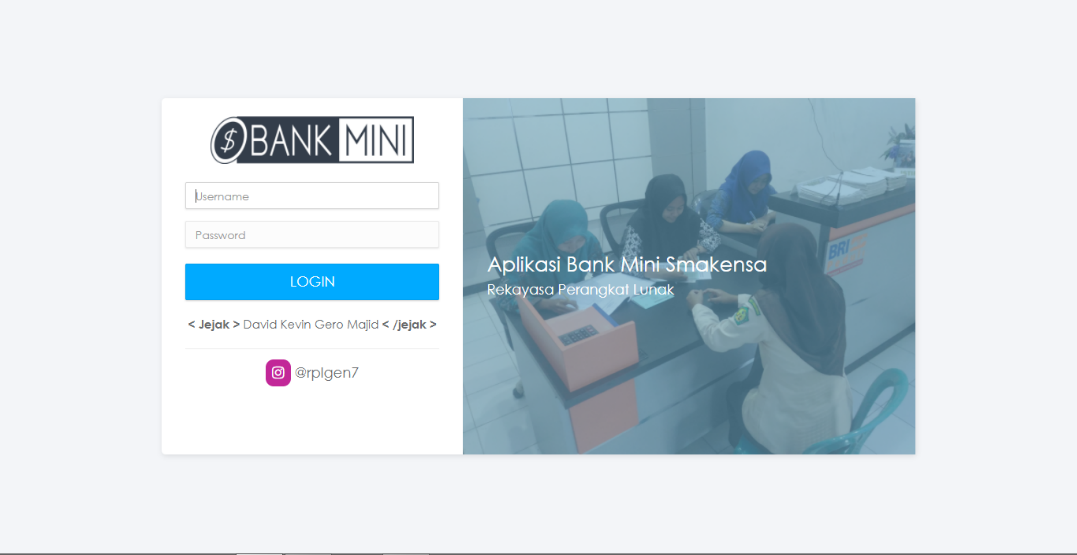 $ BANK MINI
Username
Password
LOGIN
< Jejak > David Kevin Gero Majid < /jejak >
@rplgen7
Aplikasi Bank Mini Smakensa
Rekayasa Perangkat Lunak
BRI